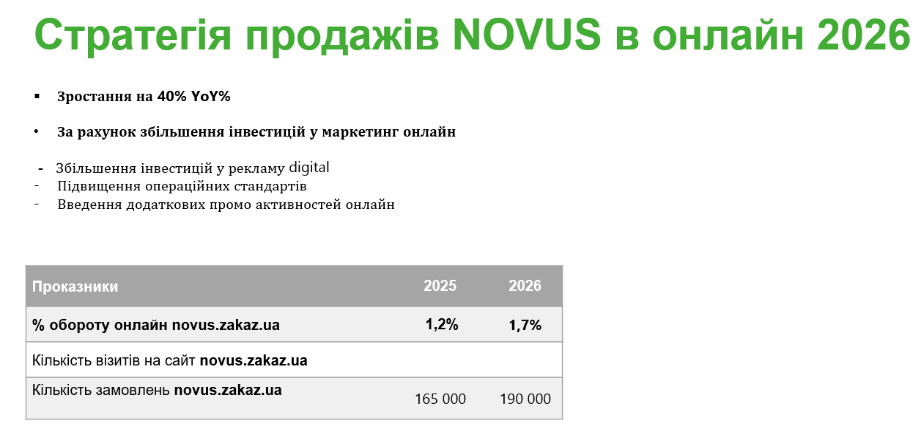 Стратегія продажів NOVUS в онлайн 2026
▪ Зростання на 40% YoY%
• За рахунок збільшення інвестицій у маркетинг онлайн
- Збільшення інвестицій у рекламу digital
- Підвищення операційних стандартів
- Введення додаткових промо активностей онлайн
Проказники 2025 2026
% обороту онлайн novus.zakaz.ua 1,2% 1,7%
Кількість візитів на сайт novus.zakaz.ua
Кількість замовлень novus.zakaz.ua 165 000 190 000